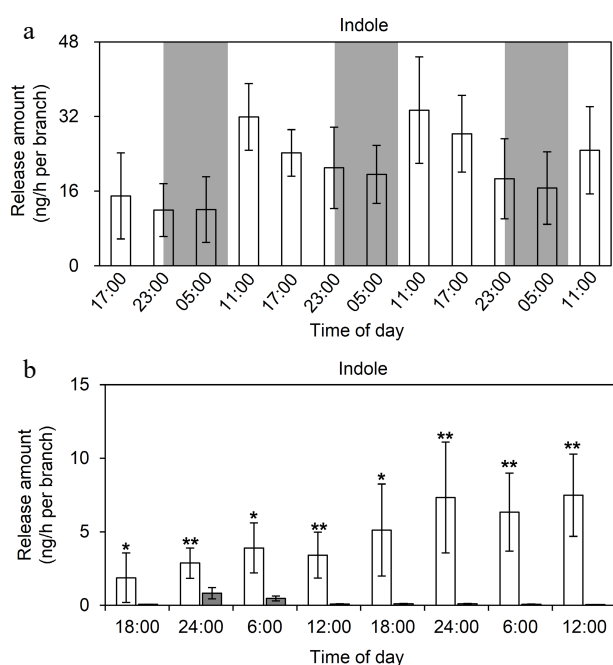 a
Indole
Release amount
(ng/h per branch)
48
32
16
0
17:00 23:00 05:00 11:00 17:00 23:00 05:00 11:00 17:00 23:00 05:00 11:00
Time of day
b
Indole
Release amount
(ng/h per branch)
15
10
5
0
* ** * ** * ** ** **
18:00 24:00 6:00 12:00 18:00 24:00 6:00 12:00
Time of day